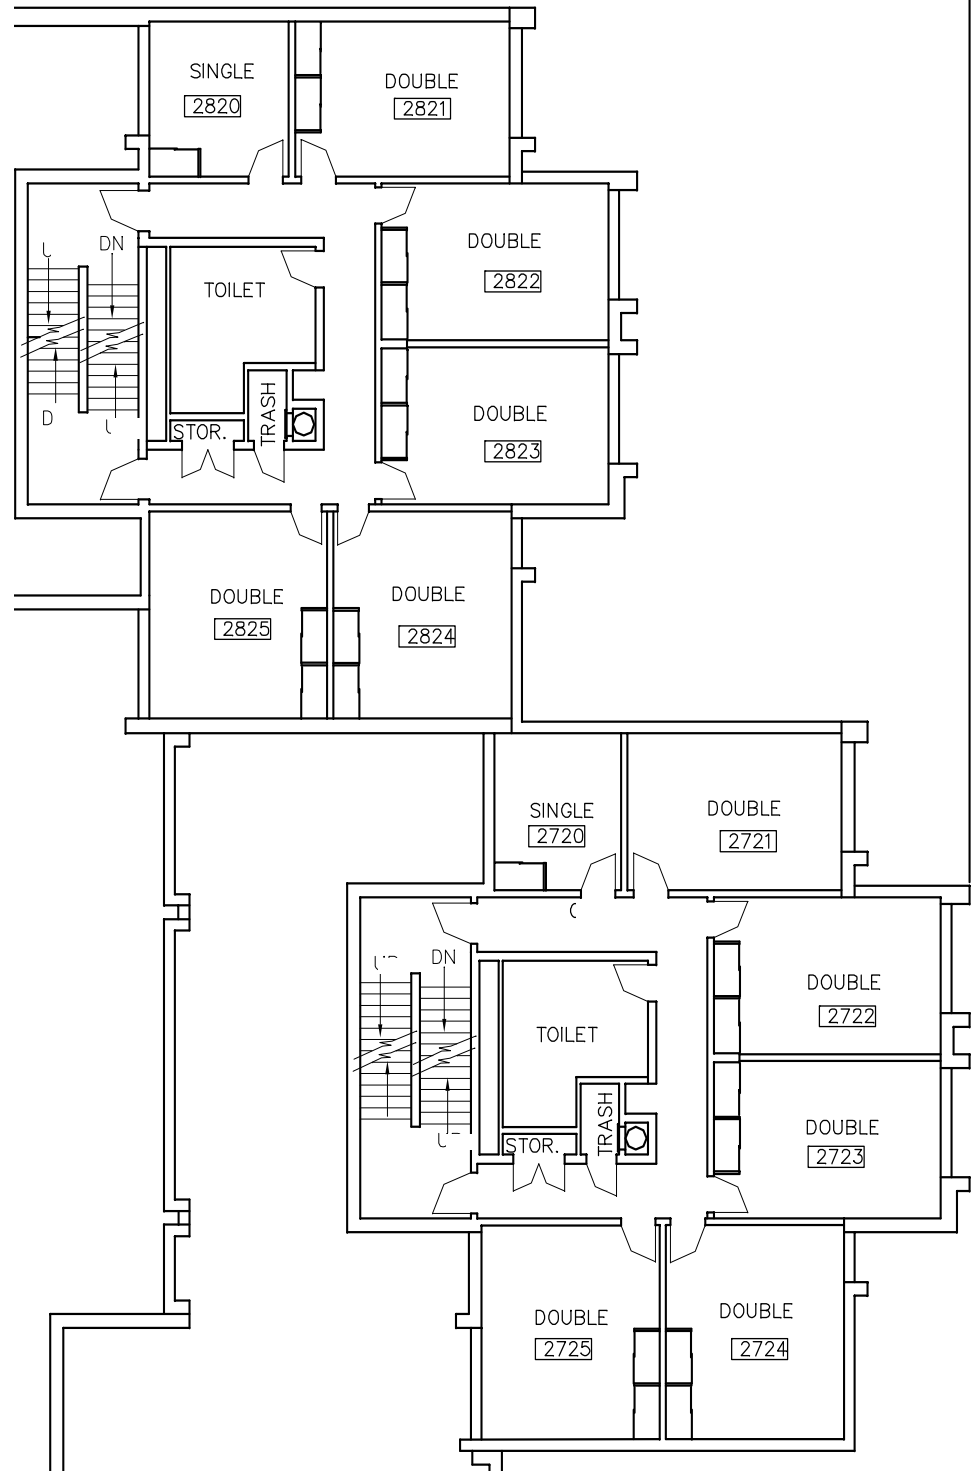 SINGLE
2820
DOUBLE
2821
DN
DOUBLE
2822
TOILET
DOUBLE
2823
D
TRASH
STOR.
DOUBLE
2825
DOUBLE
2824
SINGLE
2720
DOUBLE
2721
DN
DOUBLE
2722
TOILET
DOUBLE
2723
TRASH
STOR.
DOUBLE
2725
DOUBLE
2724